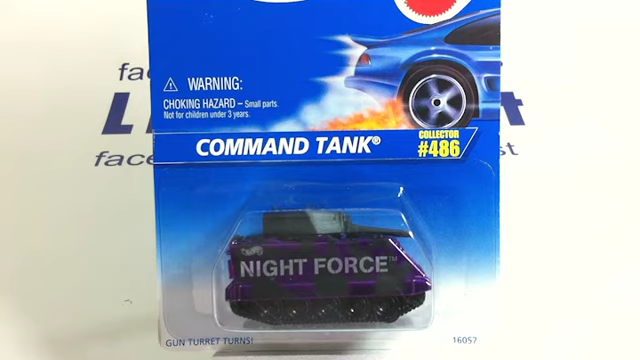 WARNING:
CHOKING HAZARD – Small parts.
Not for children under 3 years.
COMMAND TANK®
COLLECTOR
#486
NIGHT FORCE™
GUN TURRET TURNS!
16057